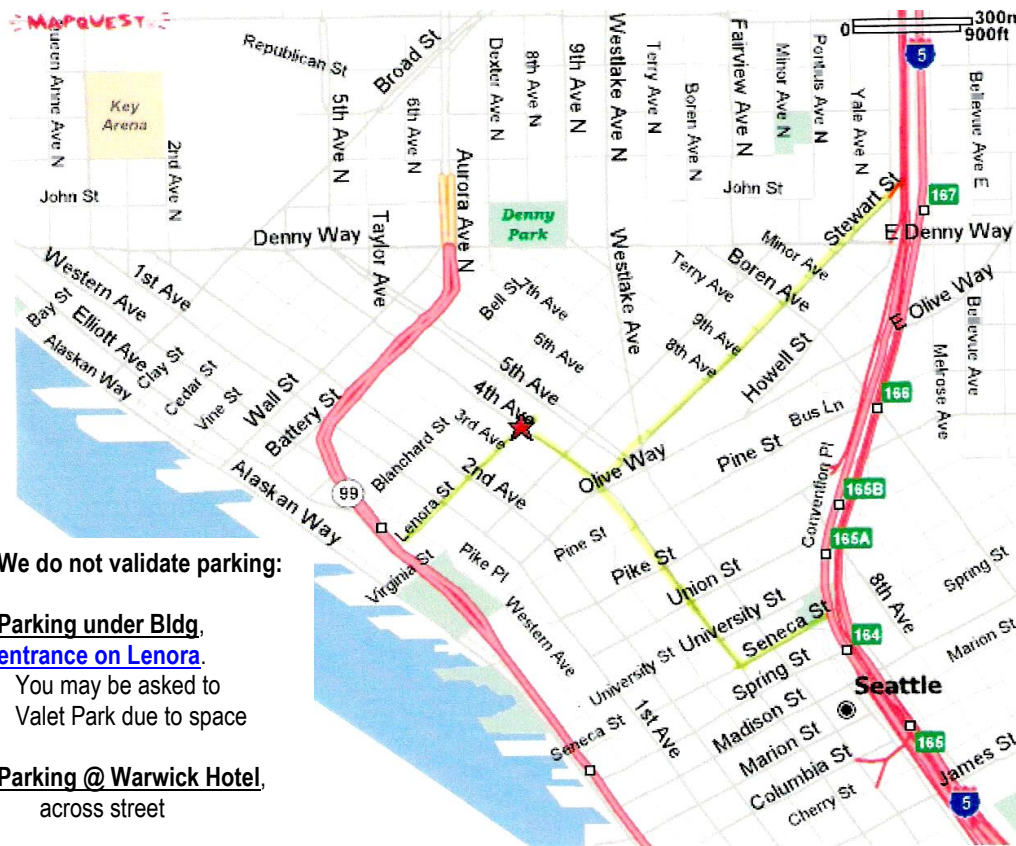 MAPQUEST
0 300m
900ft
5
Queen Anne Ave N
Key
Arena
2nd Ave N
John St
Republican St
Broad St
5th Ave N
6th Ave N
Aurora Ave N
Dexter Ave N
8th Ave N
9th Ave N
Westlake Ave N
Terry Ave N
Boren Ave N
Fairview Ave N
Minor Ave N
Pontius Ave N
Yale Ave N
Bellevue Ave E
John St
Stewart St
167
Denny
Park
Denny Way
Taylor Ave
E Denny Way
Westlake Ave
Minor Ave
Boren Ave
Terry Ave
9th Ave
8th Ave
Howell St
Olive Way
Bellevue Ave
Melrose Ave
Western Ave
1st Ave
Bay St
Elliott Ave
Alaskan Way
Clay St
Cedar St
Vine St
Wall St
Battery St
Bell St
7th Ave
6th Ave
5th Ave
4th Ave
3rd Ave
2nd Ave
Blanchard St
Lenora St
Virginia St
Alaskan Way
99
Olive Way
Pine St
Bus Ln
166
Convention Pl
165B
165A
Pike Pl
Pine St
Pike St
Union St
University St
Seneca St
8th Ave
Spring St
Marion St
164
Western Ave
University St
Spring St
Seattle
Madison St
Marion St
Columbia St
Cherry St
James St
165
5
1st Ave
Seneca St
We do not validate parking:
Parking under Bldg,
entrance on Lenora.
You may be asked to
Valet Park due to space
Parking @ Warwick Hotel,
across street